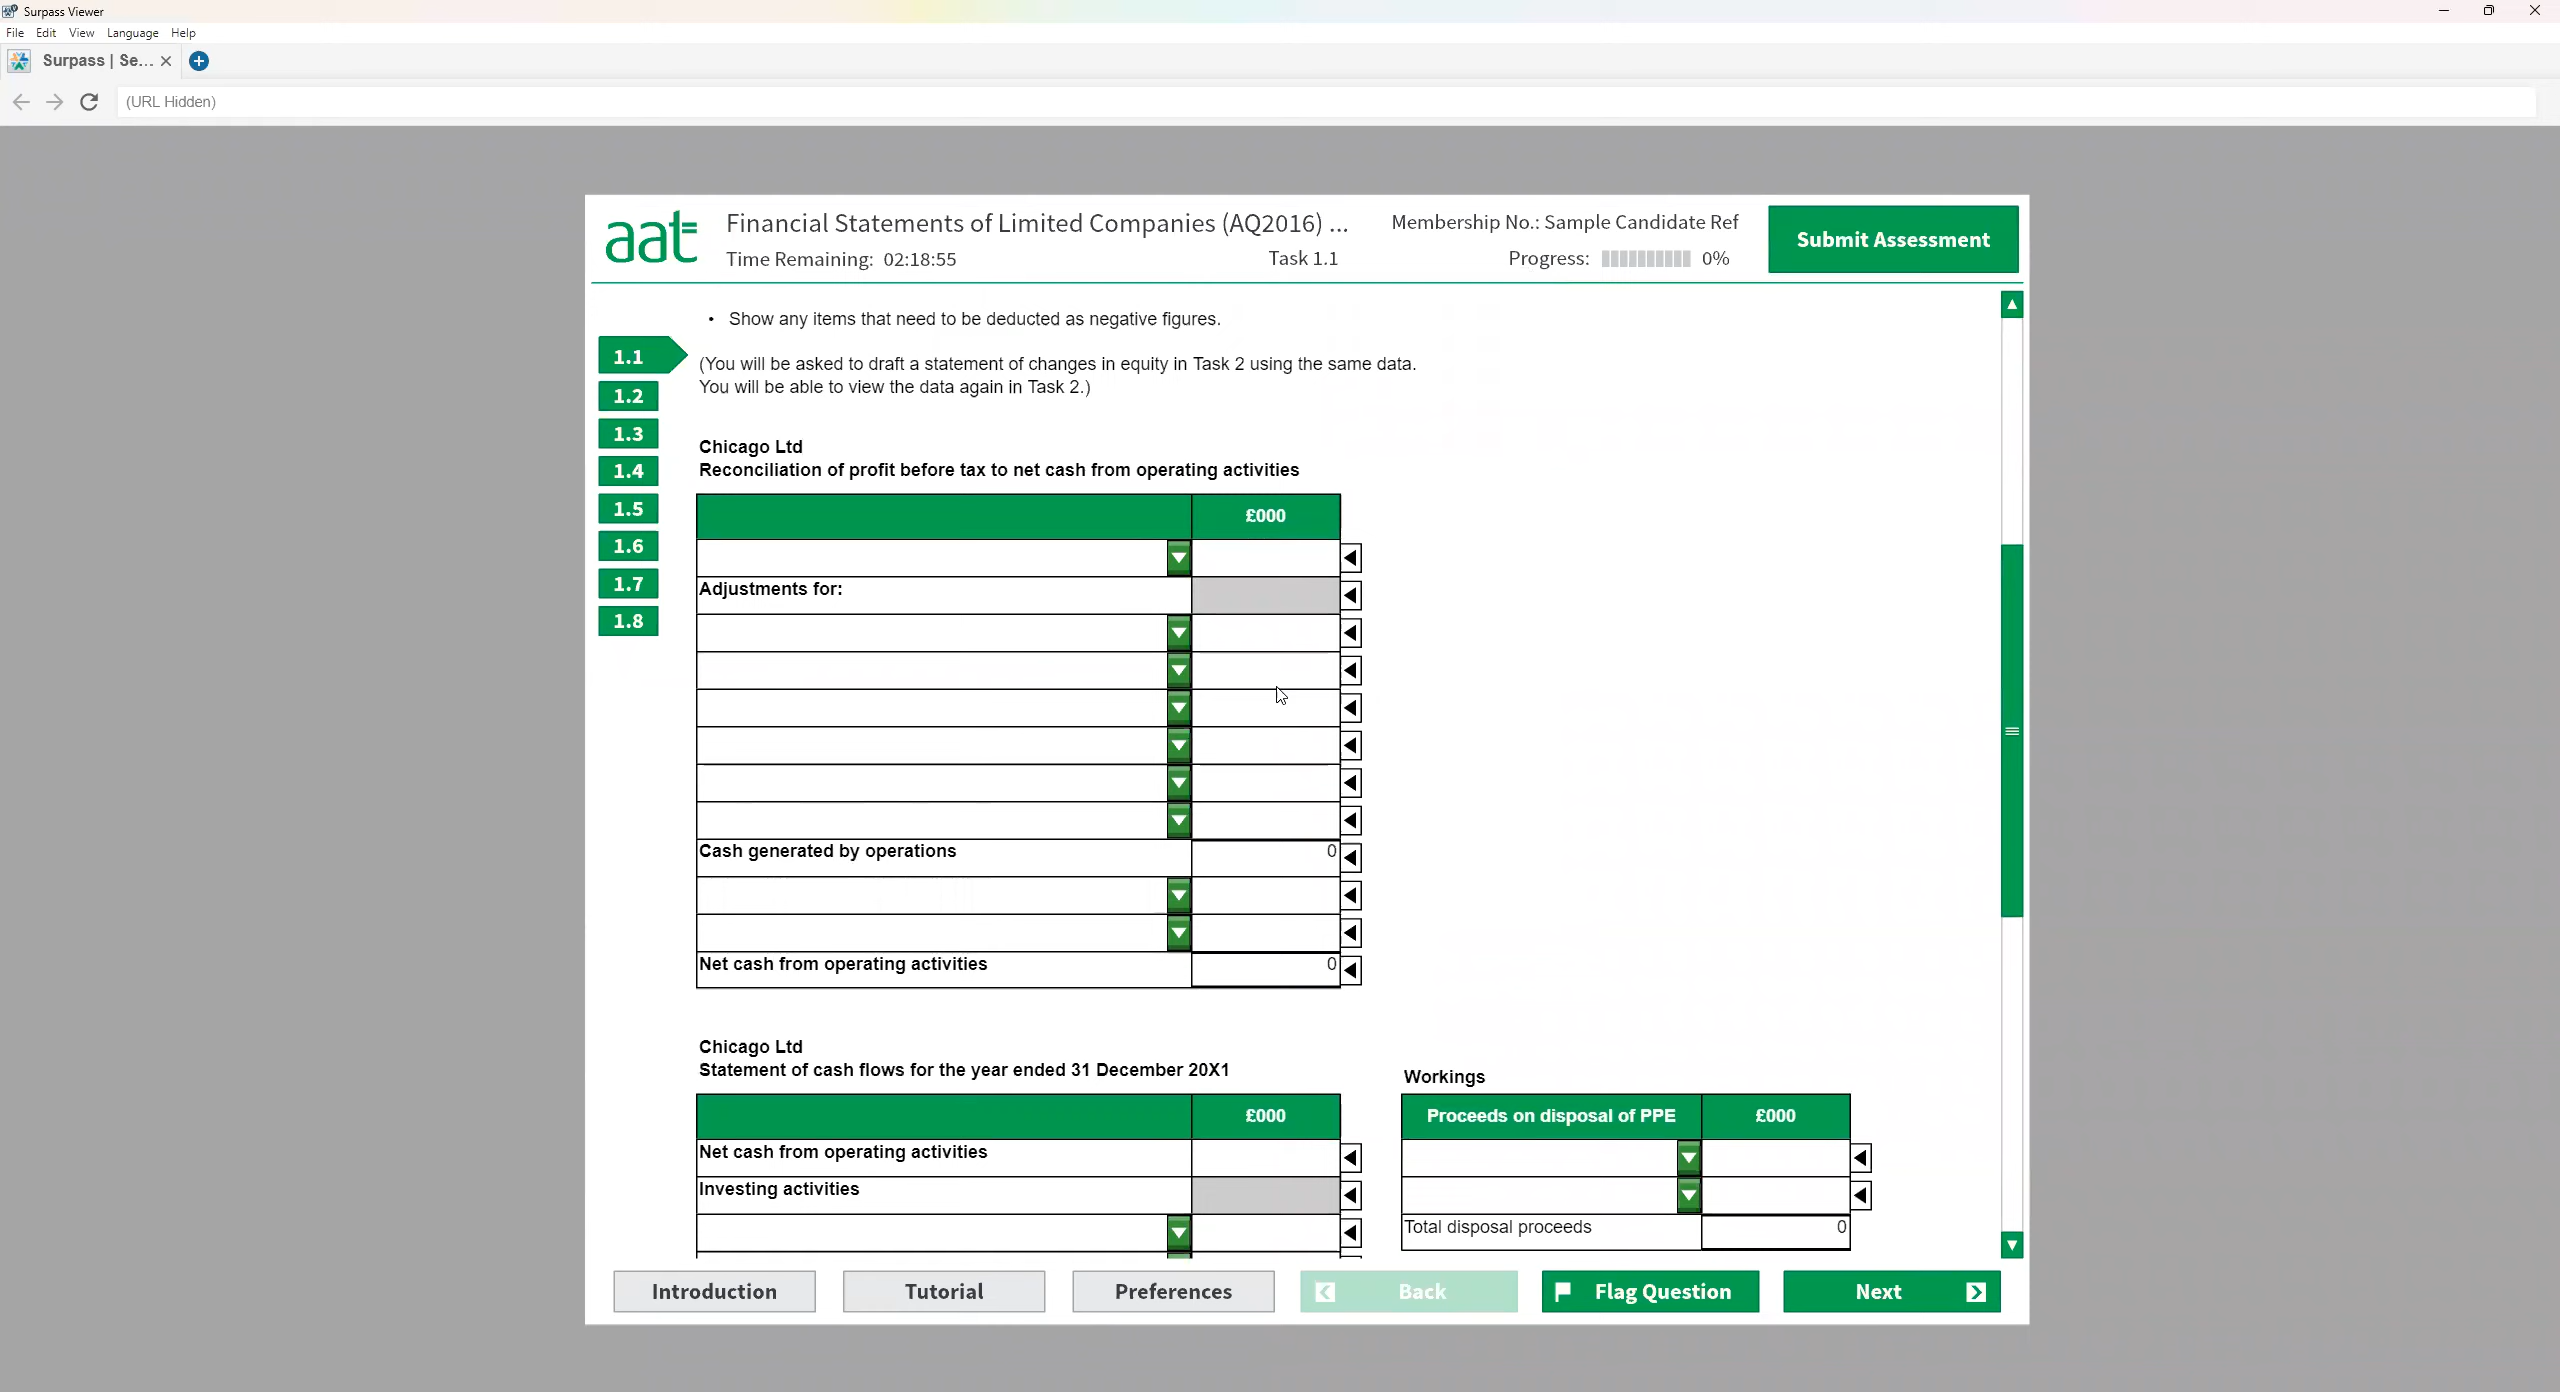 Surpass Viewer
File Edit View Language Help
Surpass | Se...
(URL Hidden)
aat
Financial Statements of Limited Companies (AQ2016) ...
Membership No.: Sample Candidate Ref
Submit Assessment
Time Remaining: 02:18:55
Task 1.1
Progress: 0%
• Show any items that need to be deducted as negative figures.
1.1
1.2
1.3
1.4
1.5
1.6
1.7
1.8
(You will be asked to draft a statement of changes in equity in Task 2 using the same data.
You will be able to view the data again in Task 2.)
Chicago Ltd
Reconciliation of profit before tax to net cash from operating activities
£000
Adjustments for:
Cash generated by operations 0
Net cash from operating activities 0
Chicago Ltd
Statement of cash flows for the year ended 31 December 20X1
£000
Net cash from operating activities
Investing activities
Workings
Proceeds on disposal of PPE £000
Total disposal proceeds 0
Introduction
Tutorial
Preferences
Back
Flag Question
Next